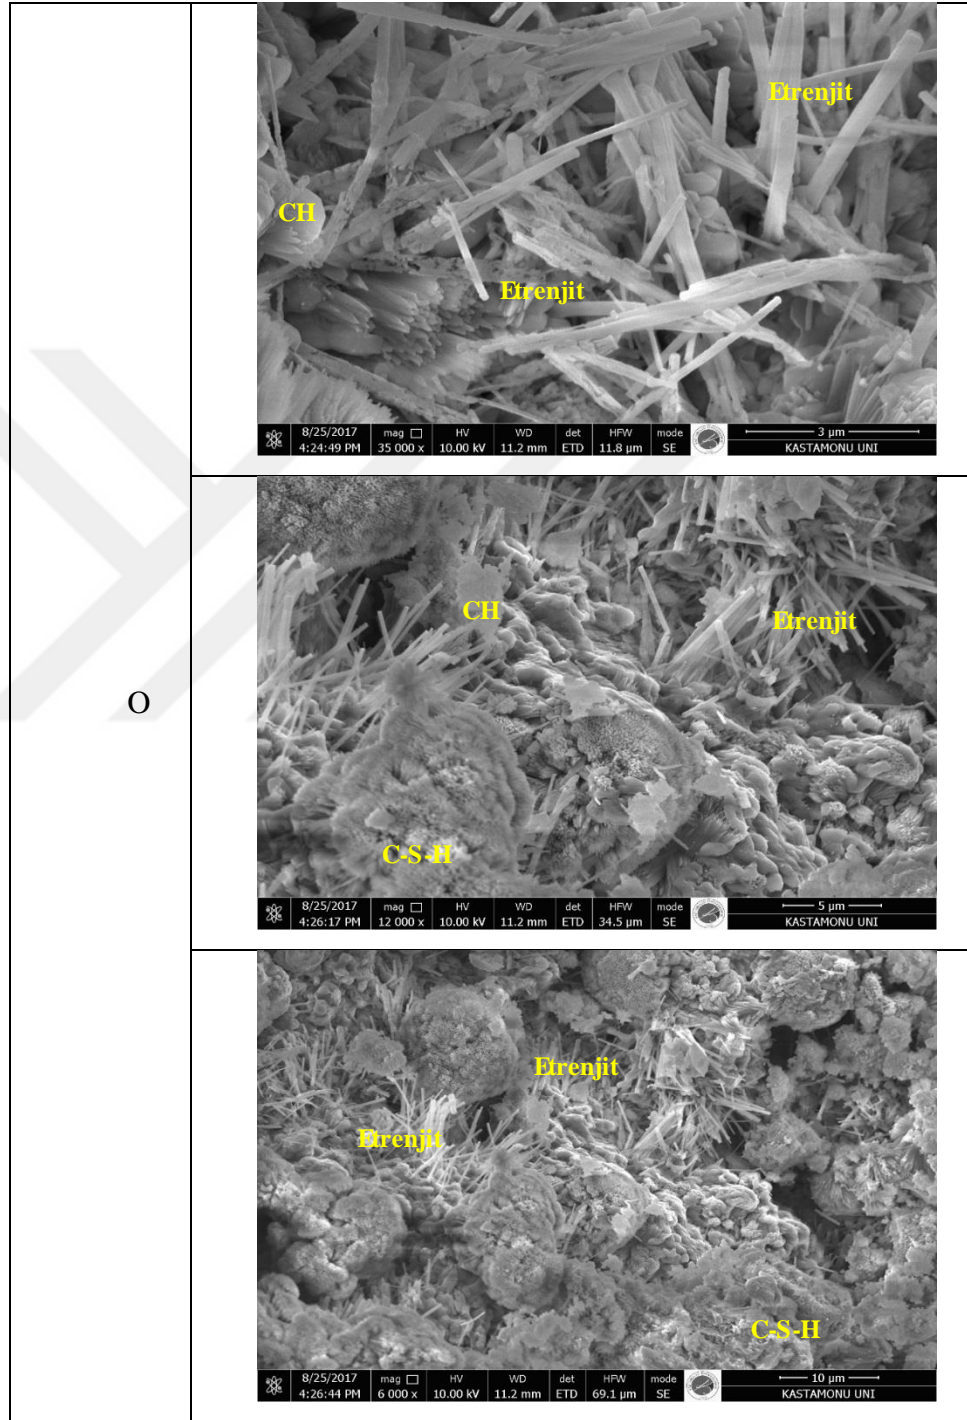 O
Etrenjit
CH
Etrenjit
8/25/2017 mag HV WD det HFW mode 3 µm
4:24:49 PM 35 000 x 10.00 kV 11.2 mm ETD 11.8 µm SE KASTAMONU UNI
CH
Etrenjit
C-S-H
8/25/2017 mag HV WD det HFW mode 5 µm
4:26:17 PM 12 000 x 10.00 kV 11.2 mm ETD 34.5 µm SE KASTAMONU UNI
Etrenjit
Etrenjit
C-S-H
8/25/2017 mag HV WD det HFW mode 10 µm
4:26:44 PM 6 000 x 10.00 kV 11.2 mm ETD 69.1 µm SE KASTAMONU UNI